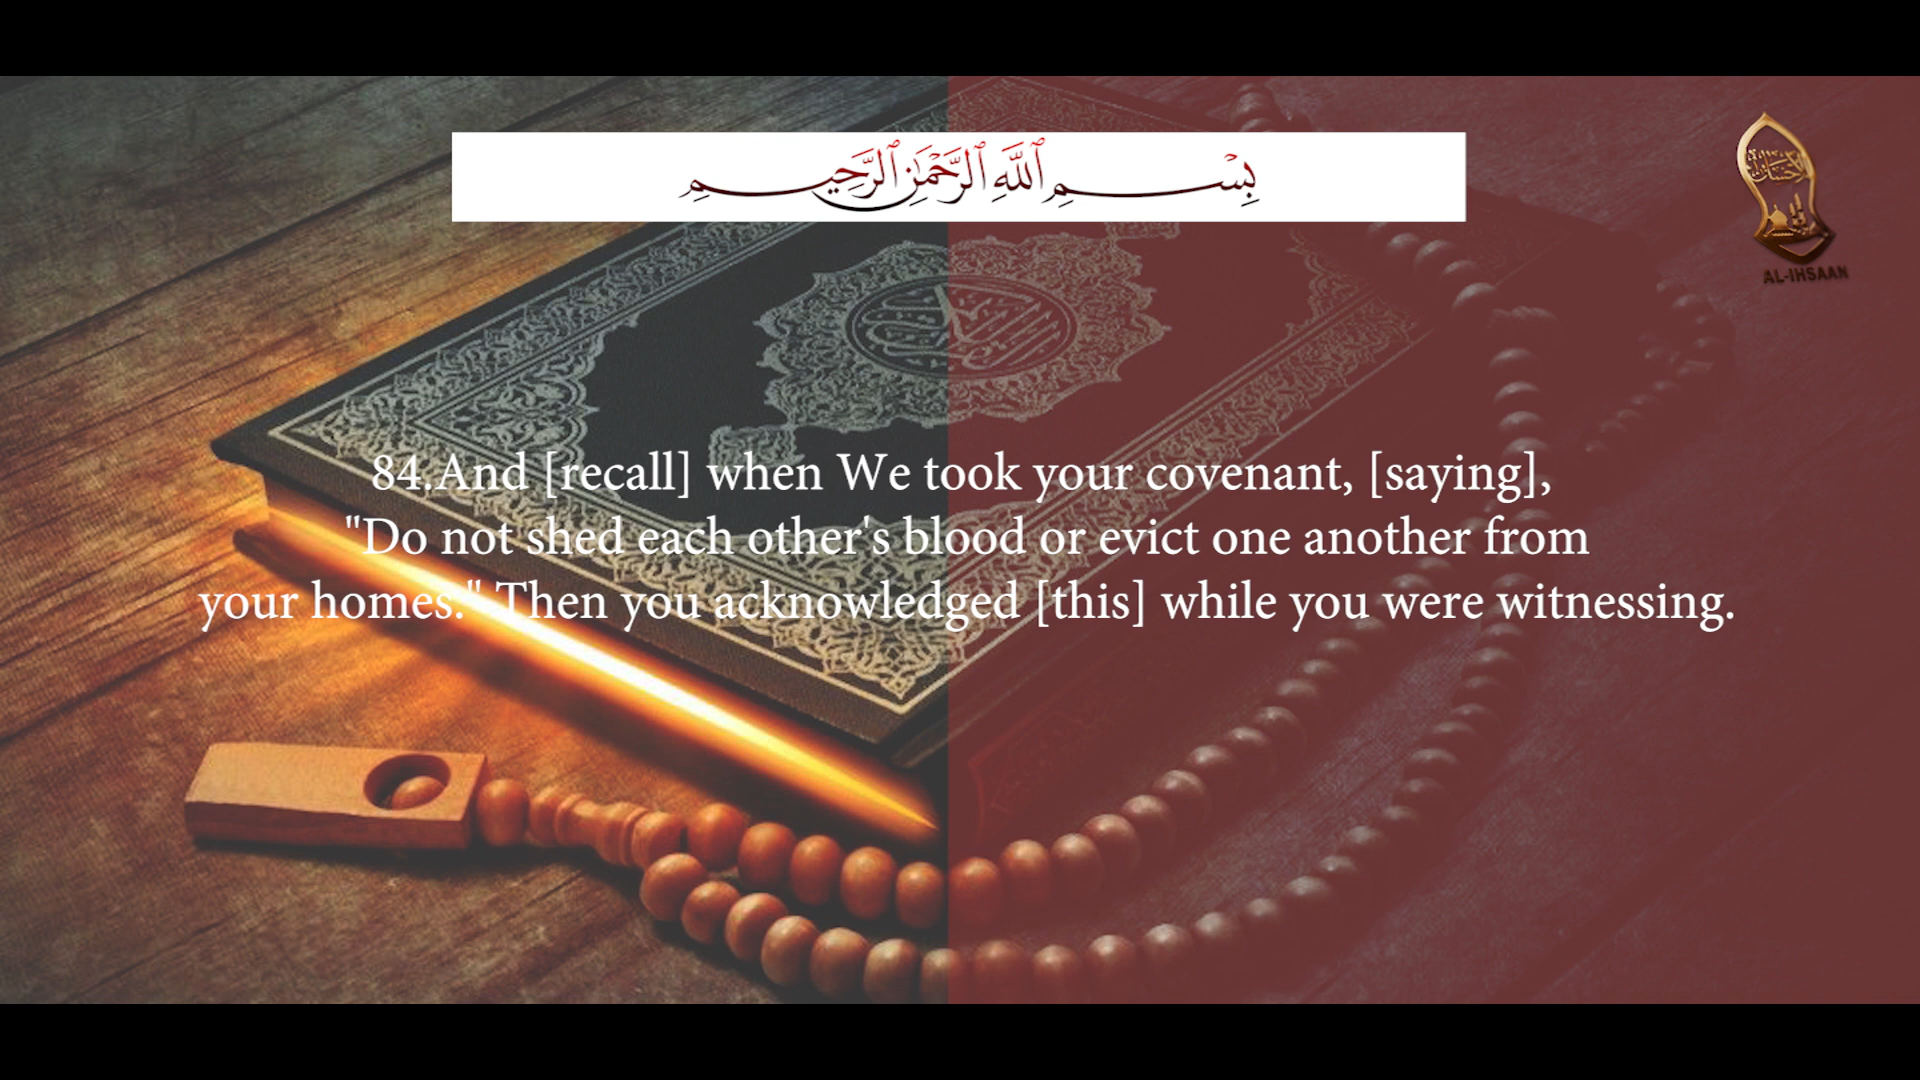 بِسْمِ ٱللَّهِ ٱلرَّحْمَٰنِ ٱلرَّحِيمِ
الإحسان
AL-IHSAAN
84.And [recall] when We took your covenant, [saying],
"Do not shed each other's blood or evict one another from
your homes." Then you acknowledged [this] while you were witnessing.